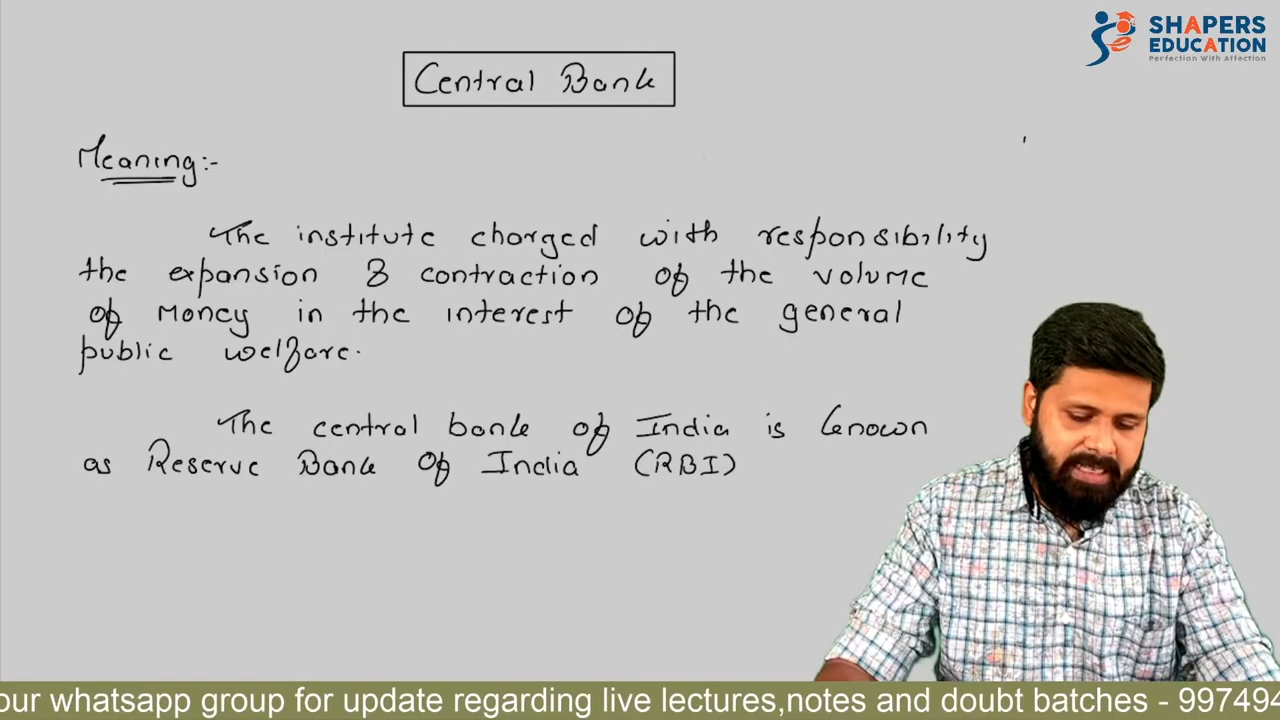 SHAPERS
EDUCATION
Perfection With Affection
Central Bank
Meaning:-
The institute charged with responsibility
the expansion & contraction of the volume
of Money in the interest of the general
public welfare.
The central bank of India is known
as Reserve Bank of India (RBI)
our whatsapp group for update regarding live lectures,notes and doubt batches - 997494